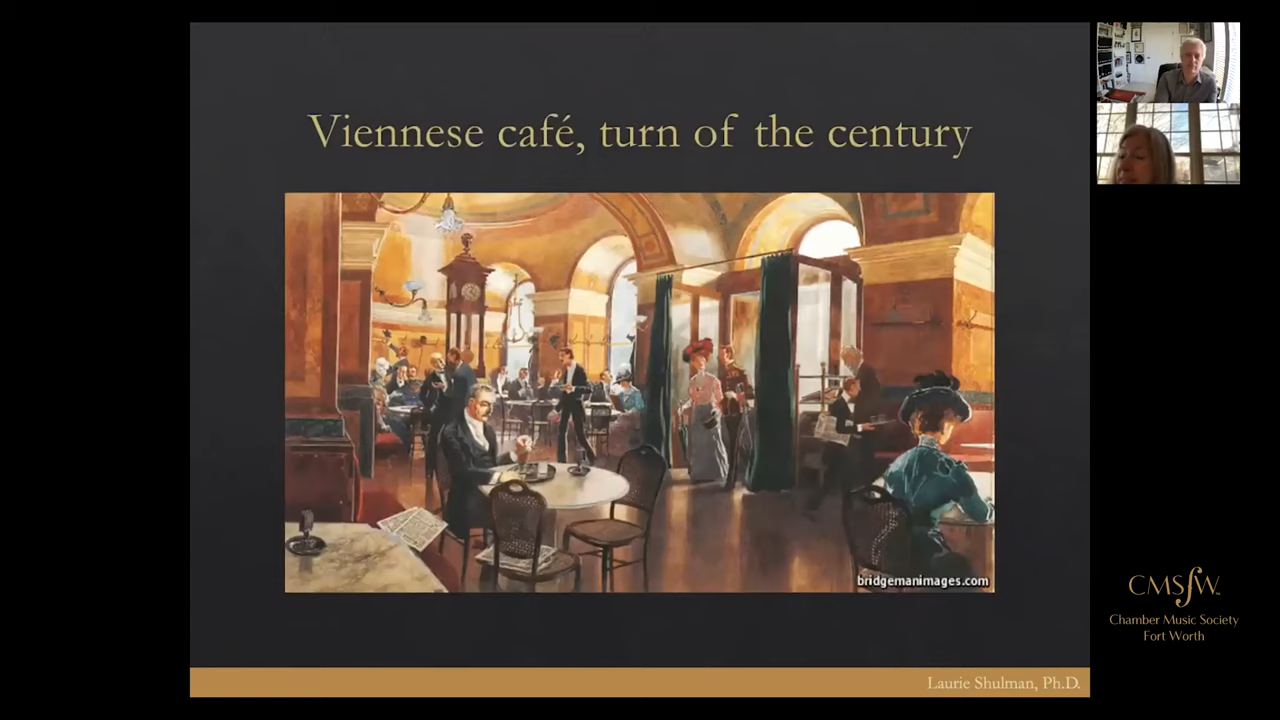 Viennese café, turn of the century
bridgemanimages.com
CMSfW
Chamber Music Society
Fort Worth
Laurie Shulman, Ph.D.